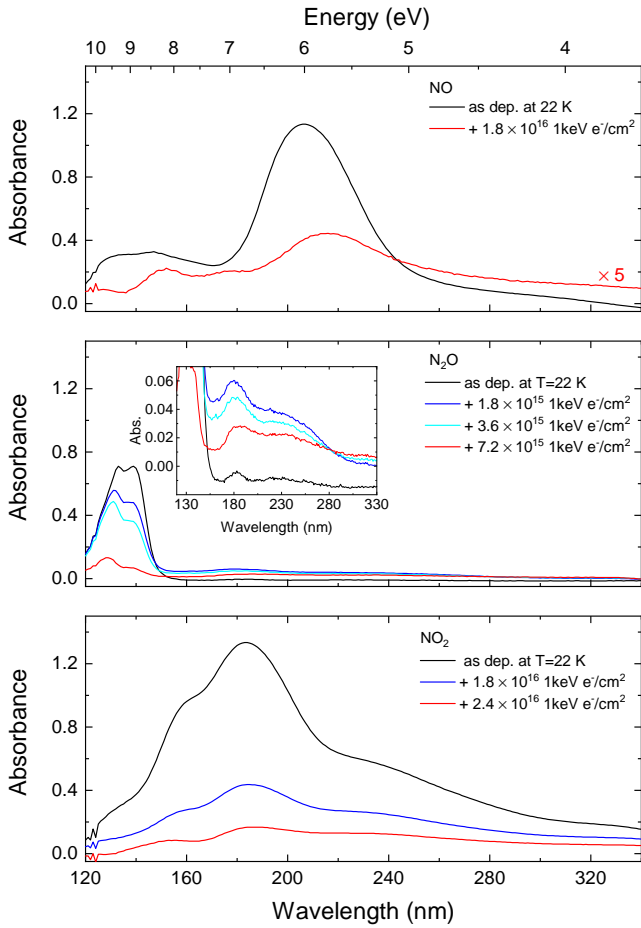 Energy (eV)
10 9 8 7 6 5 4
NO
as dep. at 22 K
+ 1.8 × 10¹⁶ 1keV e⁻/cm²
× 5
Absorbance
1.2
0.8
0.4
0.0
N₂O
as dep. at T=22 K
+ 1.8 × 10¹⁵ 1keV e⁻/cm²
+ 3.6 × 10¹⁵ 1keV e⁻/cm²
+ 7.2 × 10¹⁵ 1keV e⁻/cm²
Absorbance
1.2
0.8
0.4
0.0
Abs.
0.06
0.04
0.02
0.00
130 180 230 280 330
Wavelength (nm)
NO₂
as dep. at T=22 K
+ 1.8 × 10¹⁶ 1keV e⁻/cm²
+ 2.4 × 10¹⁶ 1keV e⁻/cm²
Absorbance
1.2
0.8
0.4
0.0
120 160 200 240 280 320
Wavelength (nm)